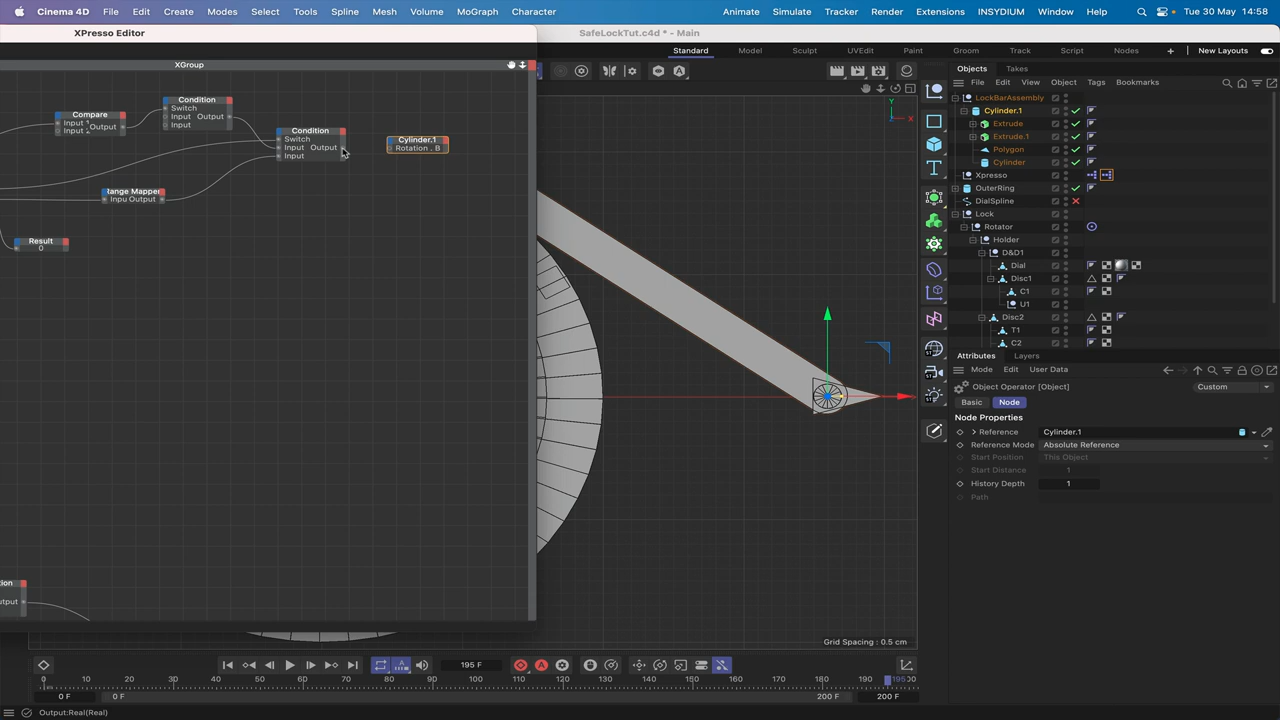 Cinema 4D File Edit Create Modes Select Tools Spline Mesh Volume MoGraph Character Animate Simulate Tracker Render Extensions INSYDIUM Window Help Tue 30 May 14:58
XPresso Editor
SafeLockTut.c4d * - Main
Standard Model Sculpt UVEdit Paint Groom Track Script Nodes New Layouts
XGroup
Objects Takes
File Edit View Object Tags Bookmarks
LockBarAssembly
Cylinder.1
Extrude
Extrude.1
Polygon
Cylinder
Xpresso
OuterRing
DialSpline
Lock
Rotator
Holder
D&D1
Dial
Disc1
C1
U1
Disc2
T1
C2
Compare
Input 1
Output
Input 2
Condition
Switch
Input Output
Input
Condition
Switch
Input Output
Input
Cylinder.1
Rotation . B
Range Mapper
Input Output
Result
0
Y
X
Grid Spacing : 0.5 cm
Attributes Layers
Mode Edit User Data
Object Operator [Object] Custom
Basic Node
Node Properties
Reference Cylinder.1
Reference Mode Absolute Reference
Start Position This Object
Start Distance 1
History Depth 1
Path
195 F
0 10 20 30 40 50 60 70 80 90 100 110 120 130 140 150 160 170 180 195
0 F 0 F 200 F 200 F
Output:Real(Real)